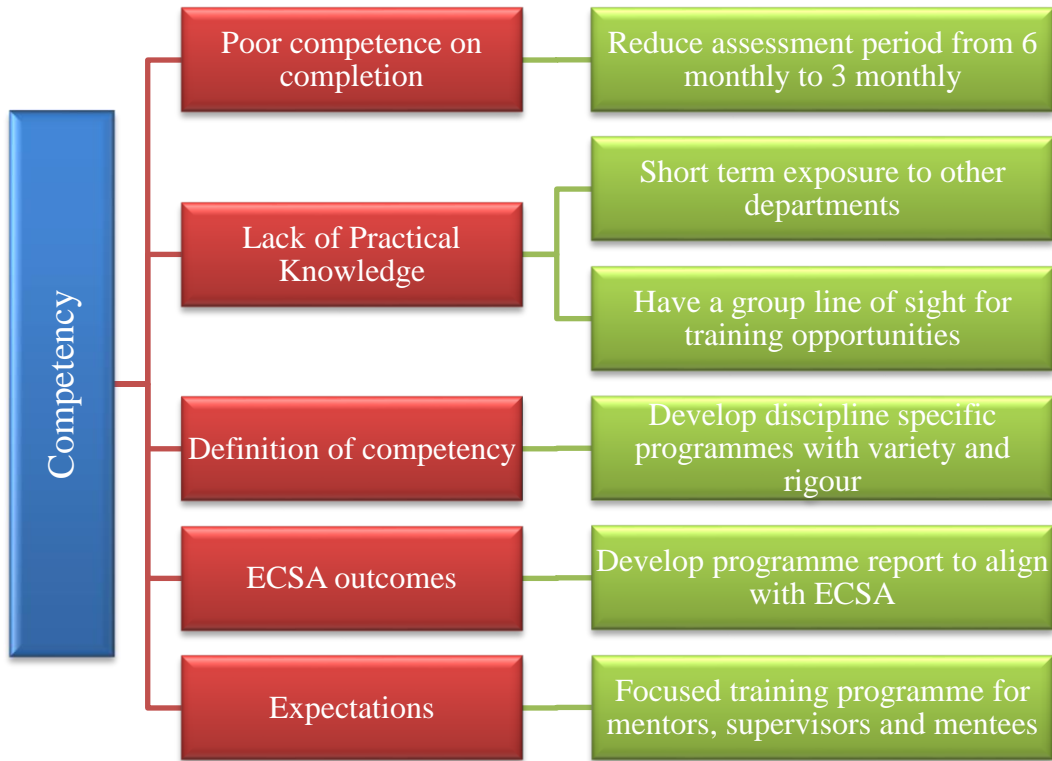 Competency
Poor competence on
completion
Reduce assessment period from 6
monthly to 3 monthly
Lack of Practical
Knowledge
Short term exposure to other
departments
Have a group line of sight for
training opportunities
Definition of competency
Develop discipline specific
programmes with variety and
rigour
ECSA outcomes
Develop programme report to align
with ECSA
Expectations
Focused training programme for
mentors, supervisors and mentees